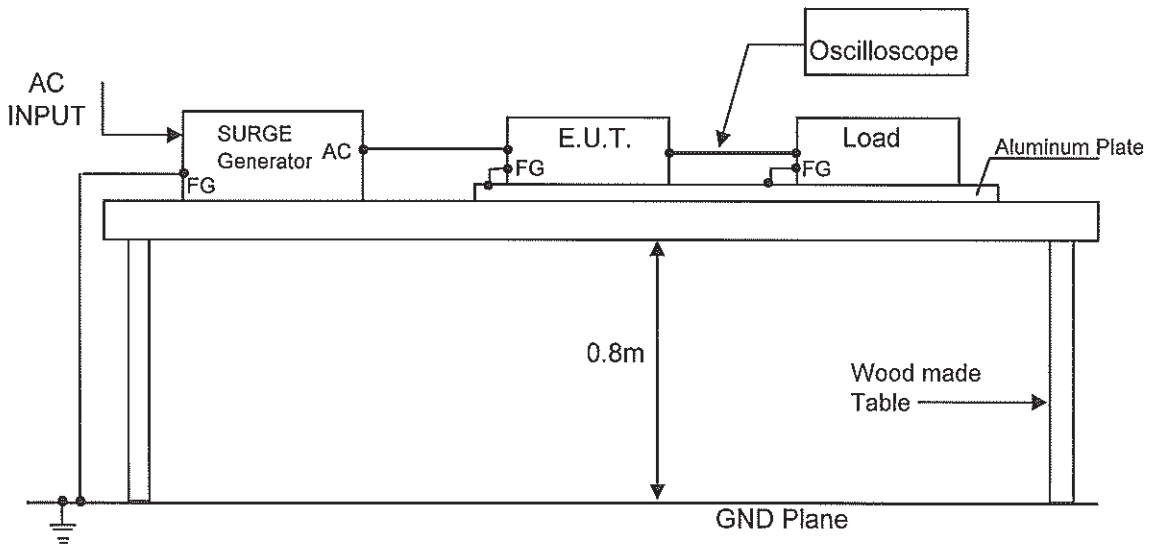 Oscilloscope
AC
INPUT
SURGE
Generator
AC
FG
E.U.T.
FG
Load
FG
Aluminum Plate
0.8m
Wood made
Table
GND Plane